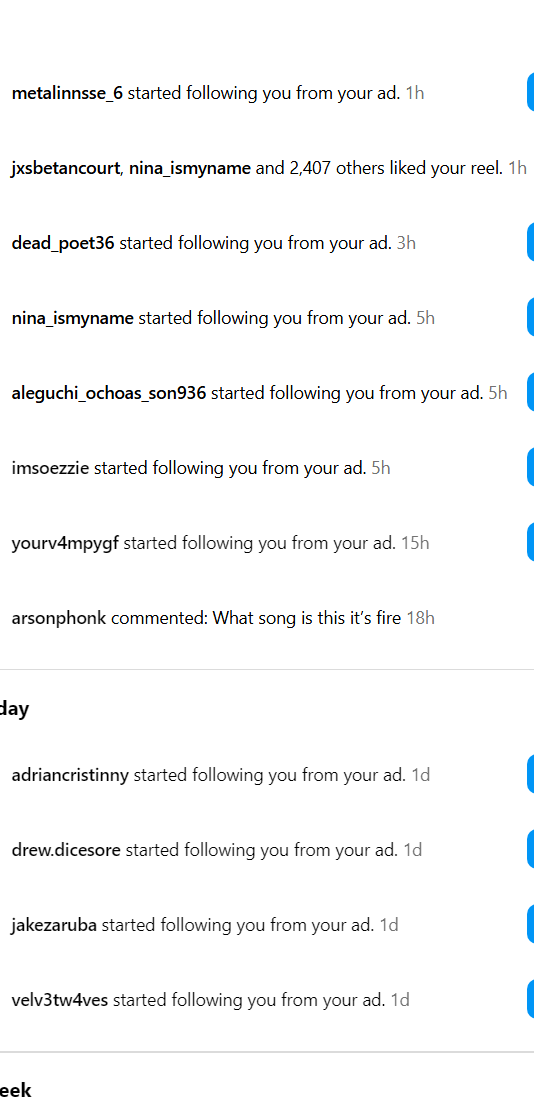 metalinnsse_6 started following you from your ad. 1h
jxsbetancourt, nina_ismyname and 2,407 others liked your reel. 1h
dead_poet36 started following you from your ad. 3h
nina_ismyname started following you from your ad. 5h
aleguchi_ochoas_son936 started following you from your ad. 5h
imsoezzie started following you from your ad. 5h
yourv4mpygf started following you from your ad. 15h
arsonphonk commented: What song is this it's fire 18h
day
adriancristinny started following you from your ad. 1d
drew.dicesore started following you from your ad. 1d
jakezaruba started following you from your ad. 1d
velv3tw4ves started following you from your ad. 1d
eek